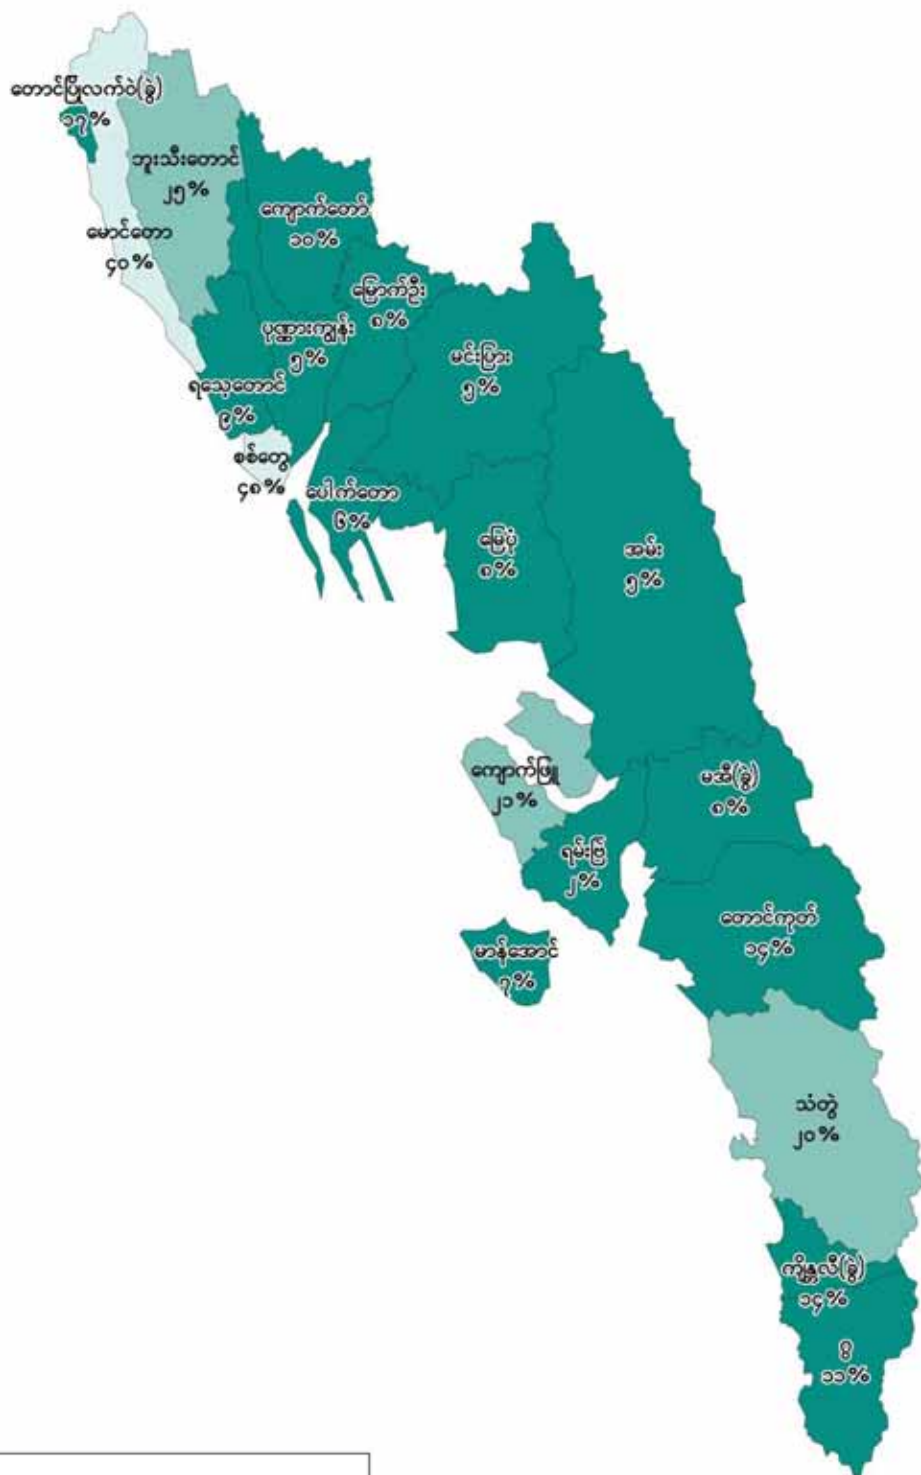 တောင်ပြိုလက်ဝဲ(ခွဲ)
၁၇%
ဘူးသီးတောင်
၂၅%
ကျောက်တော်
၁၀%
မောင်တော
၄၀%
မြောက်ဦး
၈%
ပုဏ္ဏားကျွန်း
၅%
မင်းပြား
၅%
ရသေ့တောင်
၉%
စစ်တွေ
၄၈%
ပေါက်တော
၆%
မြေပုံ
၈%
အမ်း
၅%
ကျောက်ဖြူ
၂၁%
မအီ(ခွဲ)
၈%
ရမ်းဗြဲ
၂%
တောင်ကုတ်
၁၄%
မာန်အောင်
၇%
သံတွဲ
၂၀%
ကျိန္တလီ(ခွဲ)
၁၄%
ဂွ
၁၁%